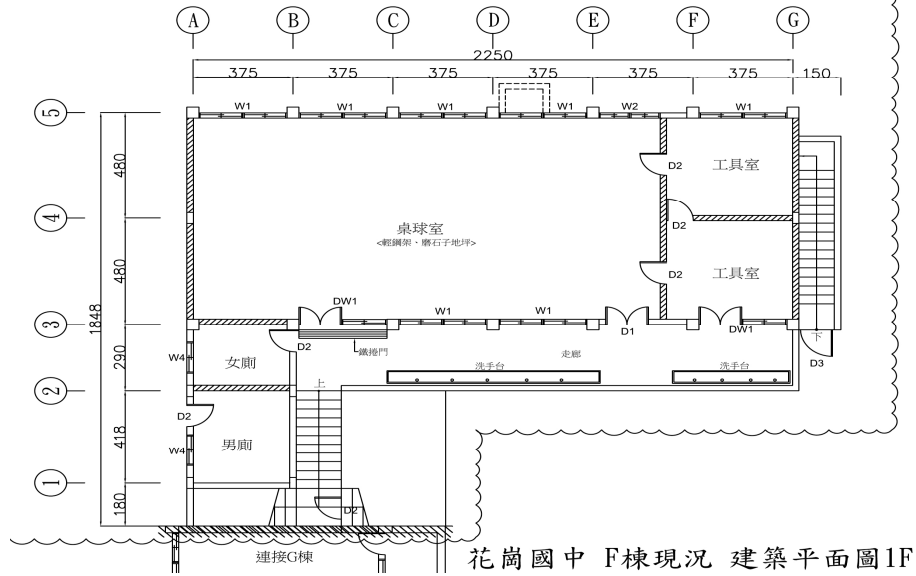 A B C D E F G
2250
375 375 375 375 375 375 150
5 W1 W1 W1 W1 W2 W1
480
D2 工具室
4
D2
桌球室
<輕鋼架、磨石子地坪>
480
D2 工具室
1848
DW1 W1 W1
3 D1 DW1 下
鐵捲門 走廊
D2 D3
290 W4 女廁 洗手台 洗手台
上
2
D2
418 男廁
W4
1
180 D2
連接G棟
花崗國中 F棟現況 建築平面圖1F